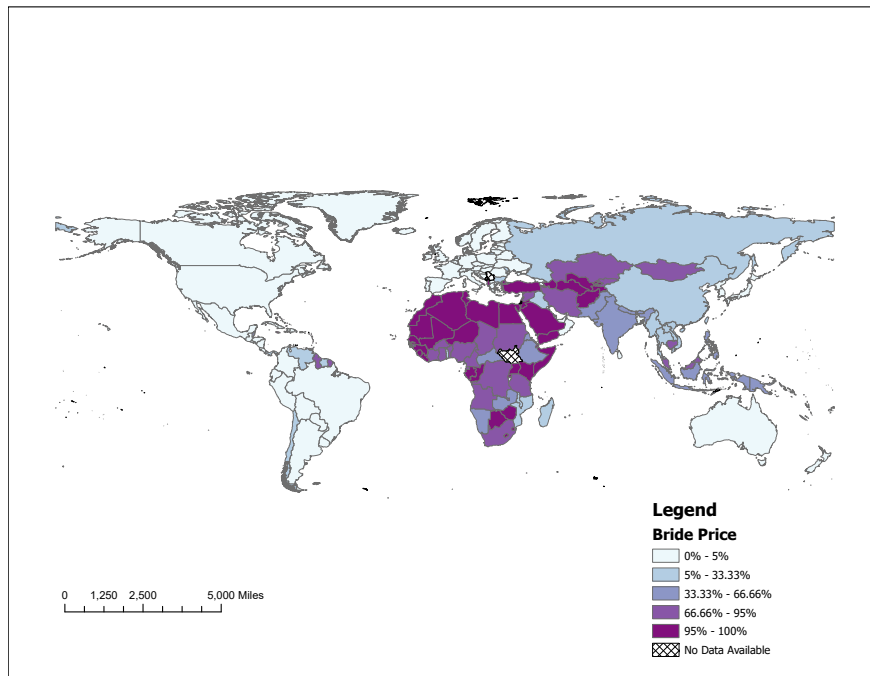 Legend
Bride Price
0% - 5%
5% - 33.33%
33.33% - 66.66%
66.66% - 95%
95% - 100%
No Data Available
0 1,250 2,500 5,000 Miles